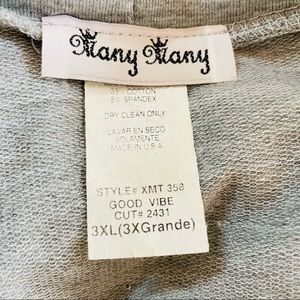 Many Many
COTTON
SPANDEX
DRY CLEAN ONLY
LAVAR EN SECO
SOLAMENTE
MADE IN U.S.A
STYLE# XMT 358
GOOD VIBE
CUT# 2431
3XL(3XGrande)